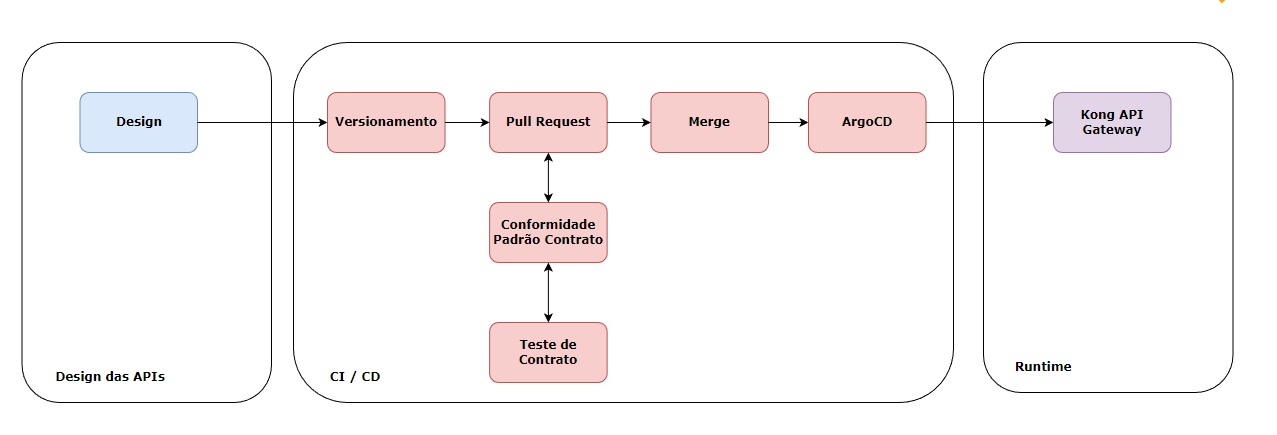 Design
Versionamento
Pull Request
Merge
ArgoCD
Kong API
Gateway
Conformidade
Padrão Contrato
Teste de
Contrato
Design das APIs
CI / CD
Runtime